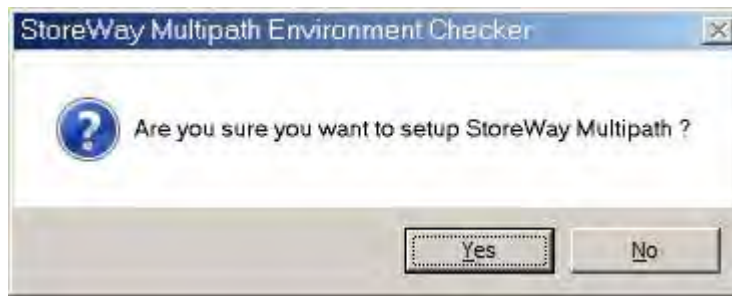 StoreWay Multipath Environment Checker
Are you sure you want to setup StoreWay Multipath ?
Yes No